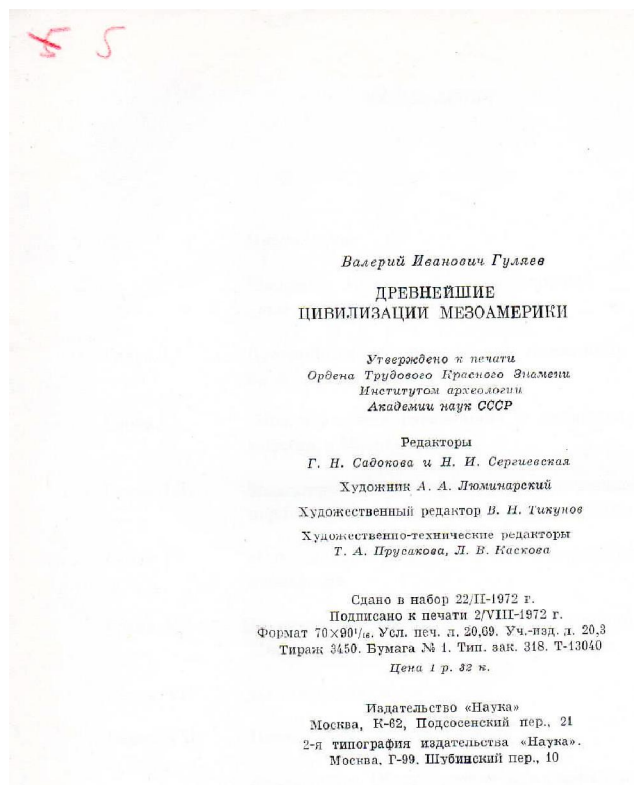 5 5
Валерий Иванович Гуляев
ДРЕВНЕЙШИЕ
ЦИВИЛИЗАЦИИ МЕЗОАМЕРИКИ
Утверждено к печати
Ордена Трудового Красного Знамени
Институтом археологии
Академии наук СССР
Редакторы
Г. Н. Садокова и Н. И. Сергиевская
Художник А. А. Люминарский
Художественный редактор В. Н. Тикунов
Художественно-технические редакторы
Т. А. Прусакова, Л. В. Каскова
Сдано в набор 22/II-1972 г.
Подписано к печати 2/VIII-1972 г.
Формат 70×90¹/₁₆. Усл. печ. л. 20,69. Уч.-изд. л. 20,3
Тираж 3450. Бумага № 1. Тип. зак. 318. Т-13040
Цена 1 р. 32 к.
Издательство «Наука»
Москва, К-62, Подсосенский пер., 21
2-я типография издательства «Наука».
Москва, Г-99. Шубинский пер., 10